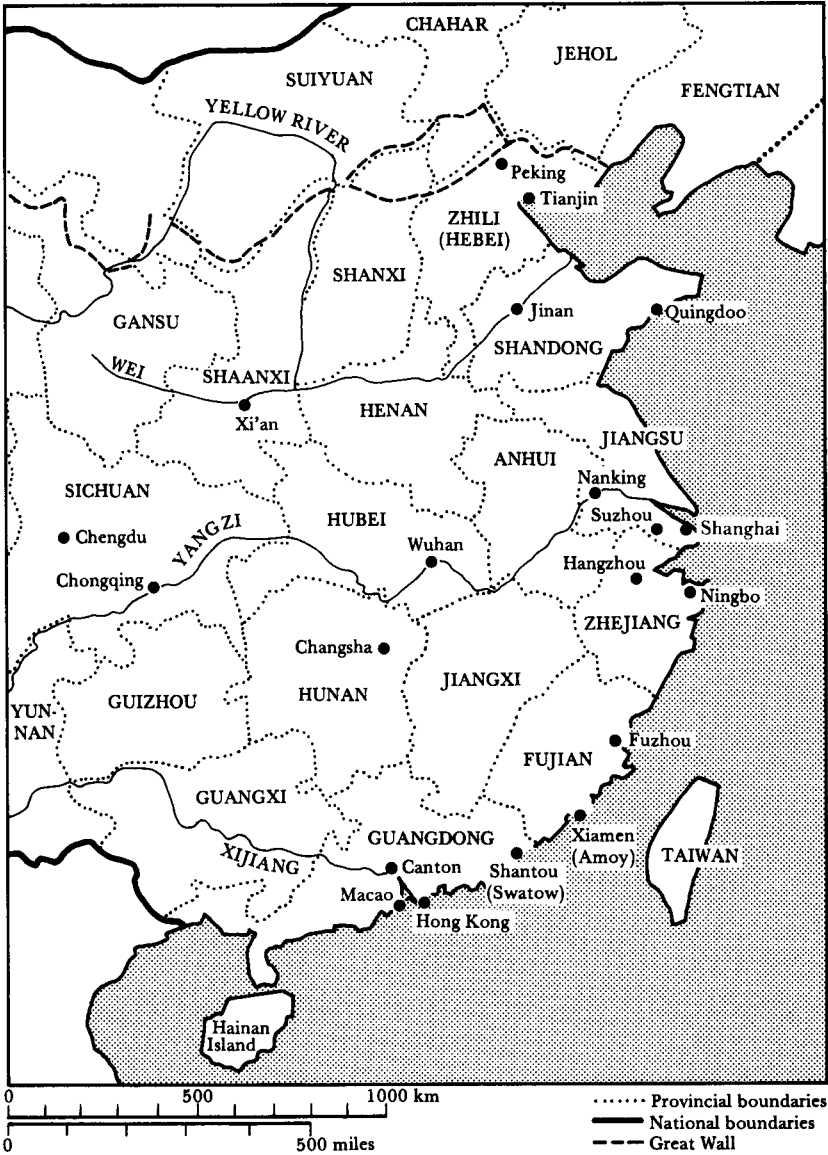 CHAHAR
JEHOL
SUIYUAN
FENGTIAN
YELLOW RIVER
Peking
Tianjin
ZHILI
(HEBEI)
SHANXI
GANSU
Jinan
Quingdoo
SHANDONG
WEI
SHAANXI
HENAN
Xi'an
JIANGSU
ANHUI
Nanking
SICHUAN
HUBEI
Suzhou
Shanghai
Chengdu
YANGZI
Wuhan
Hangzhou
Chongqing
Ningbo
ZHEJIANG
Changsha
JIANGXI
HUNAN
GUIZHOU
YUN-
NAN
Fuzhou
FUJIAN
GUANGXI
GUANGDONG
Xiamen
(Amoy)
TAIWAN
XIJIANG
Canton
Shantou
(Swatow)
Macao
Hong Kong
Hainan
Island
500 1000 km
0 500 miles
Provincial boundaries
National boundaries
Great Wall